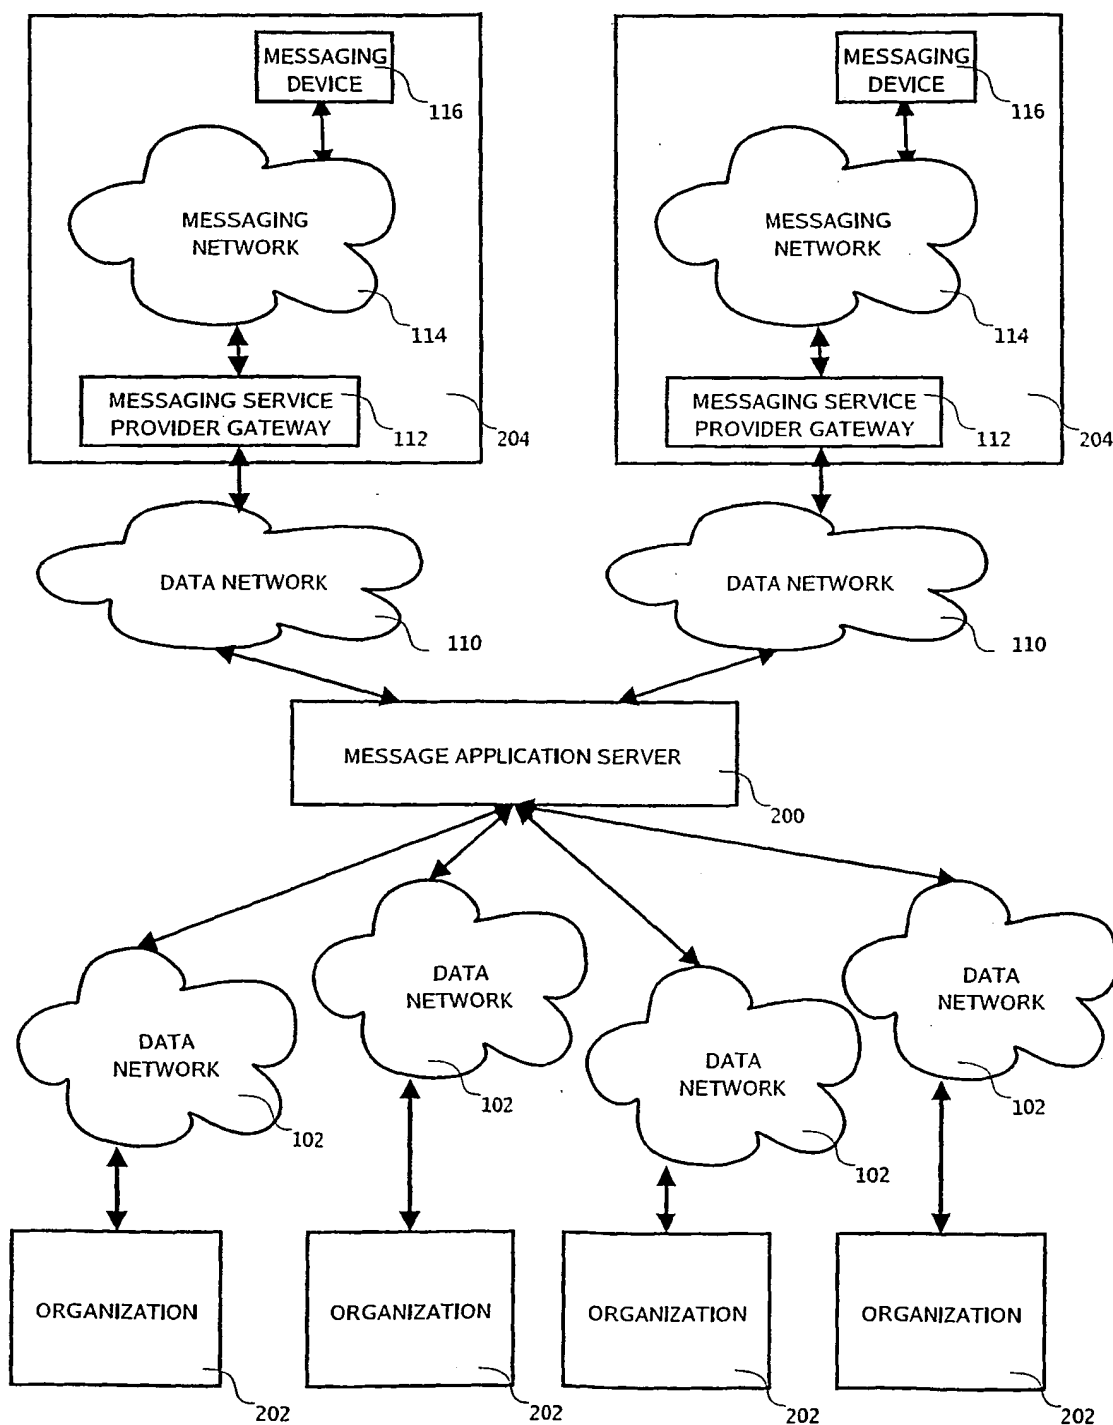 MESSAGING
DEVICE
116
MESSAGING
DEVICE
116
MESSAGING
NETWORK
114
MESSAGING
NETWORK
114
MESSAGING SERVICE
PROVIDER GATEWAY
112
204
MESSAGING SERVICE
PROVIDER GATEWAY
112
204
DATA NETWORK
110
DATA NETWORK
110
MESSAGE APPLICATION SERVER
200
DATA
NETWORK
102
DATA
NETWORK
102
DATA
NETWORK
102
DATA
NETWORK
102
ORGANIZATION
202
ORGANIZATION
202
ORGANIZATION
202
ORGANIZATION
202